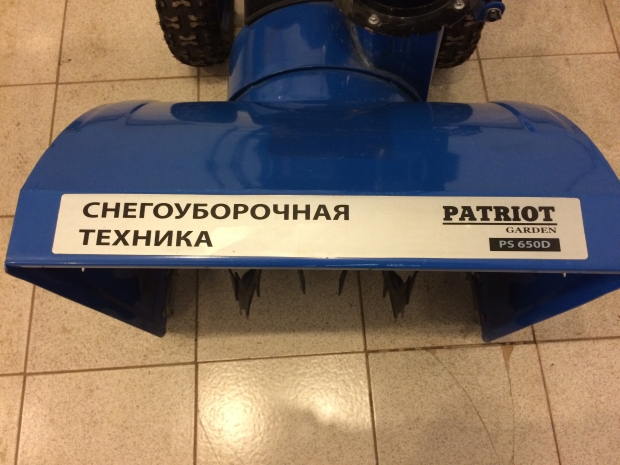 СНЕГОУБОРОЧНАЯ
ТЕХНИКА
PATRIOT
GARDEN
PS 650D